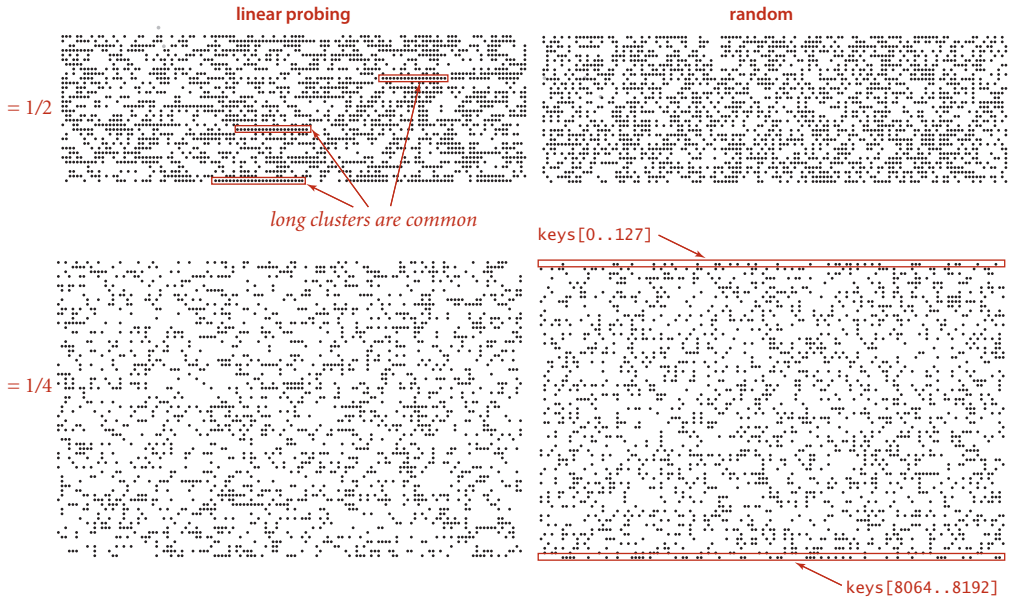 linear probing
random
= 1/2
long clusters are common
keys[0..127]
= 1/4
keys[8064..8192]